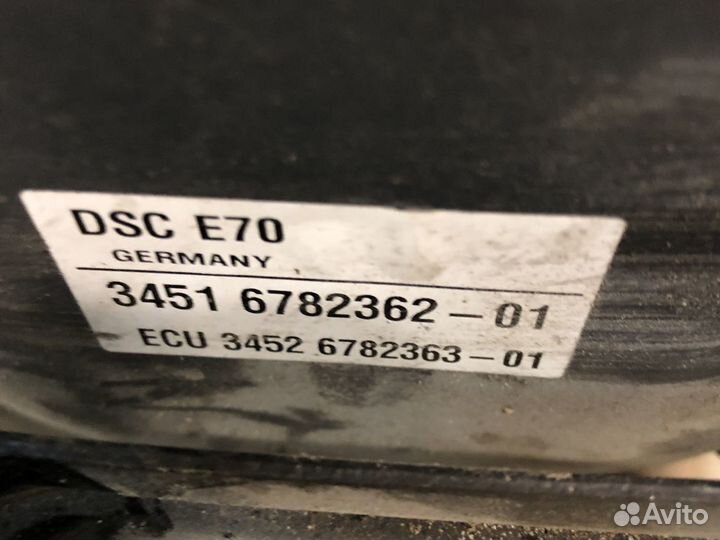 DSC E70
GERMANY
3451 6782362-01
ECU 3452 6782363-01
Avito